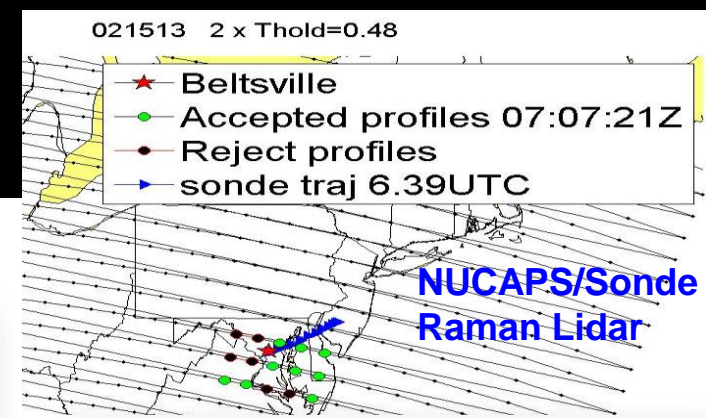 021513 2 x Thold=0.48
Beltsville
Accepted profiles 07:07:21Z
Reject profiles
sonde traj 6.39UTC
NUCAPS/Sonde
Raman Lidar